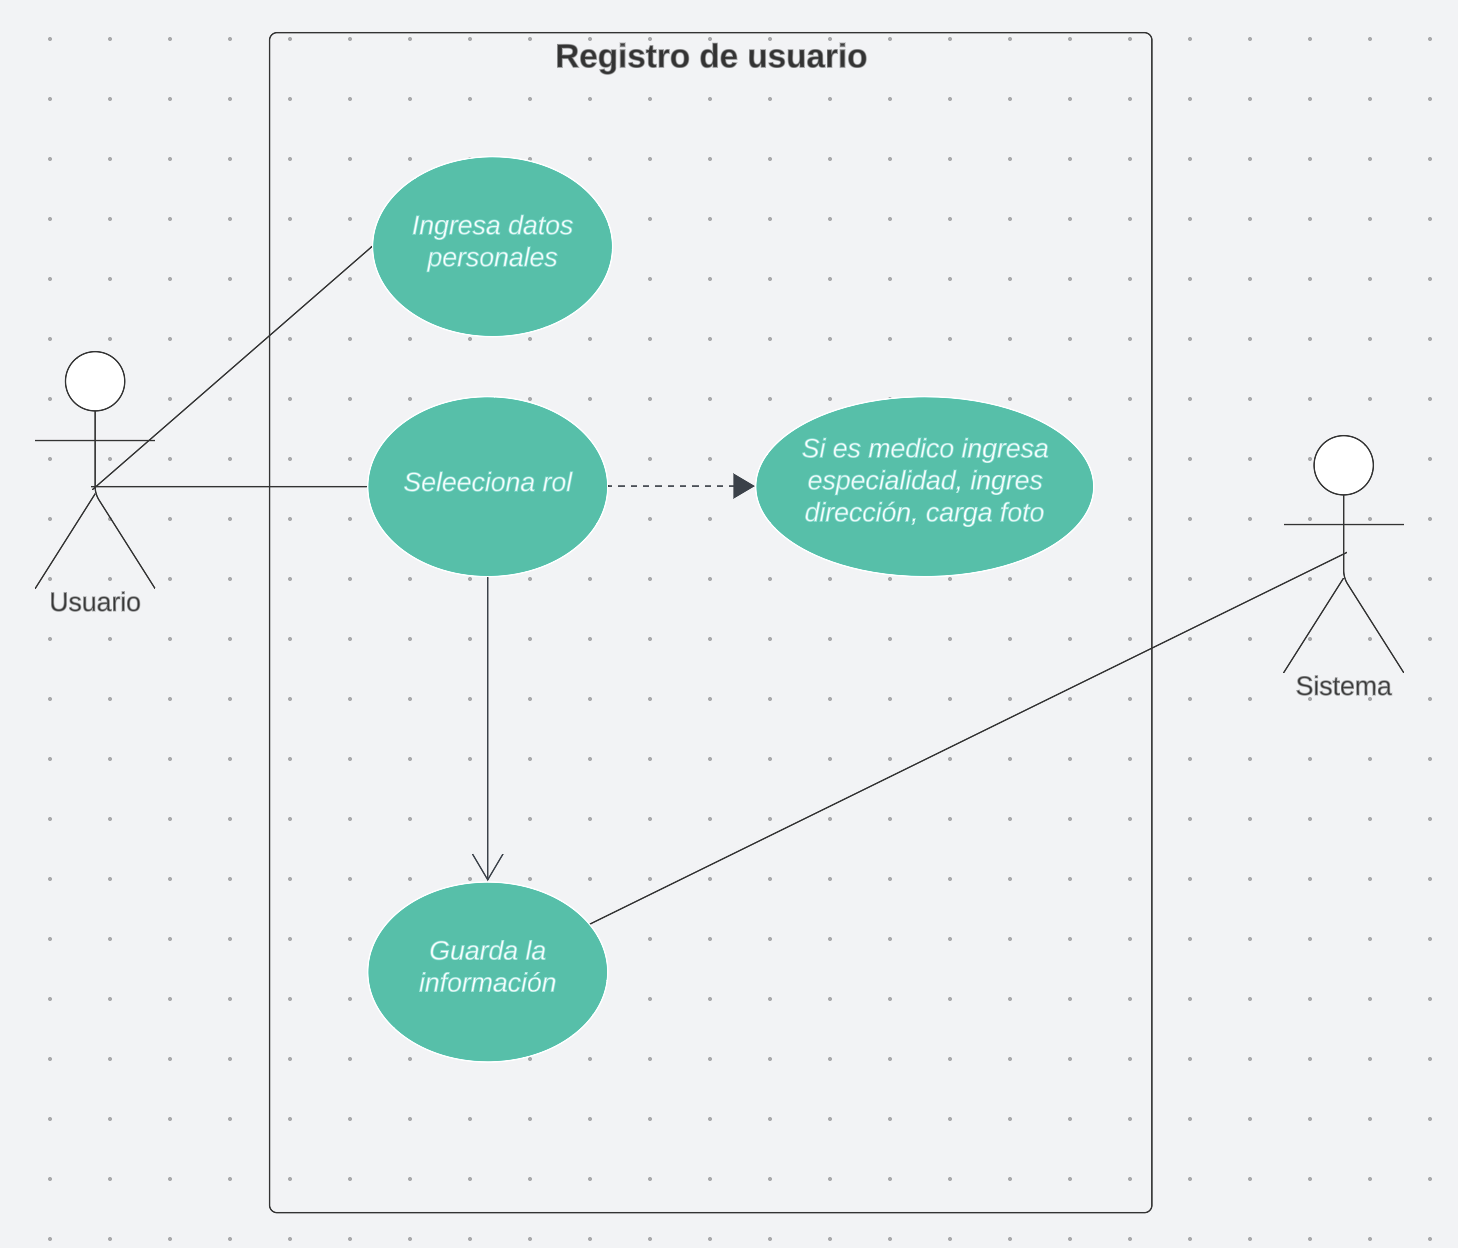 Registro de usuario
Ingresa datos
personales
Seleeciona rol
Si es medico ingresa
especialidad, ingres
dirección, carga foto
Usuario
Sistema
Guarda la
información